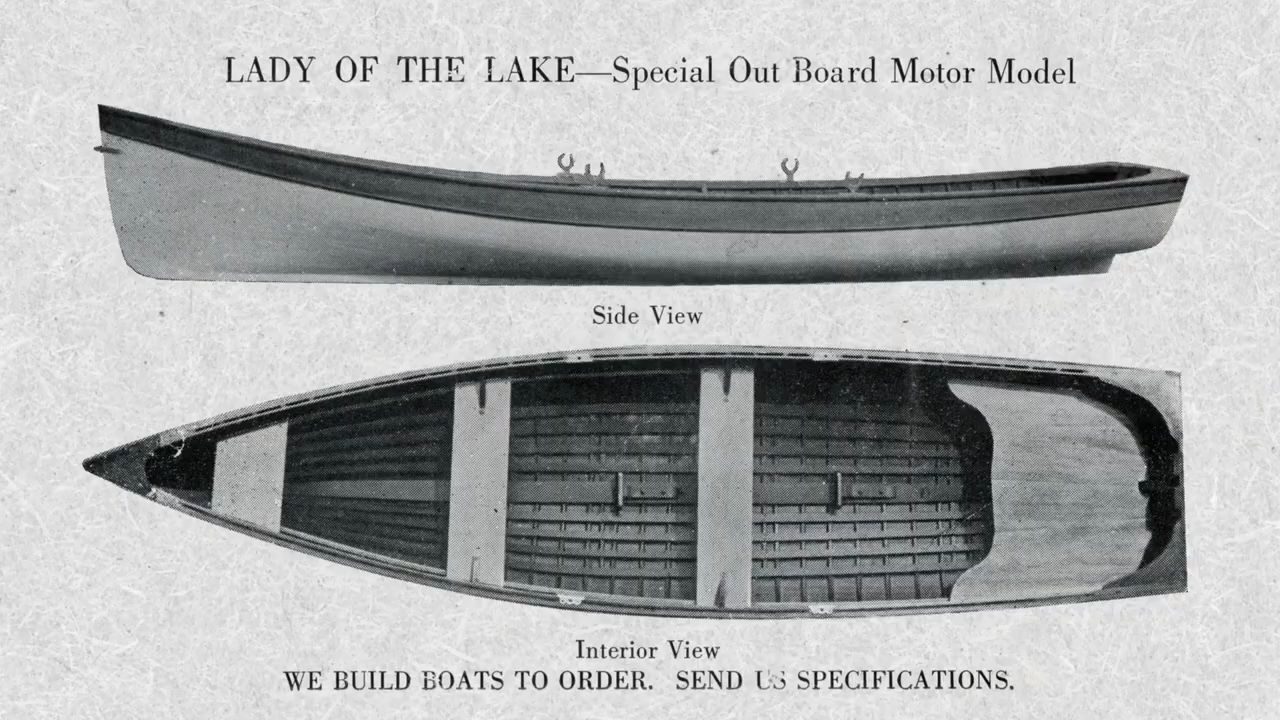 LADY OF THE LAKE—Special Out Board Motor Model
Side View
Interior View
WE BUILD BOATS TO ORDER. SEND US SPECIFICATIONS.